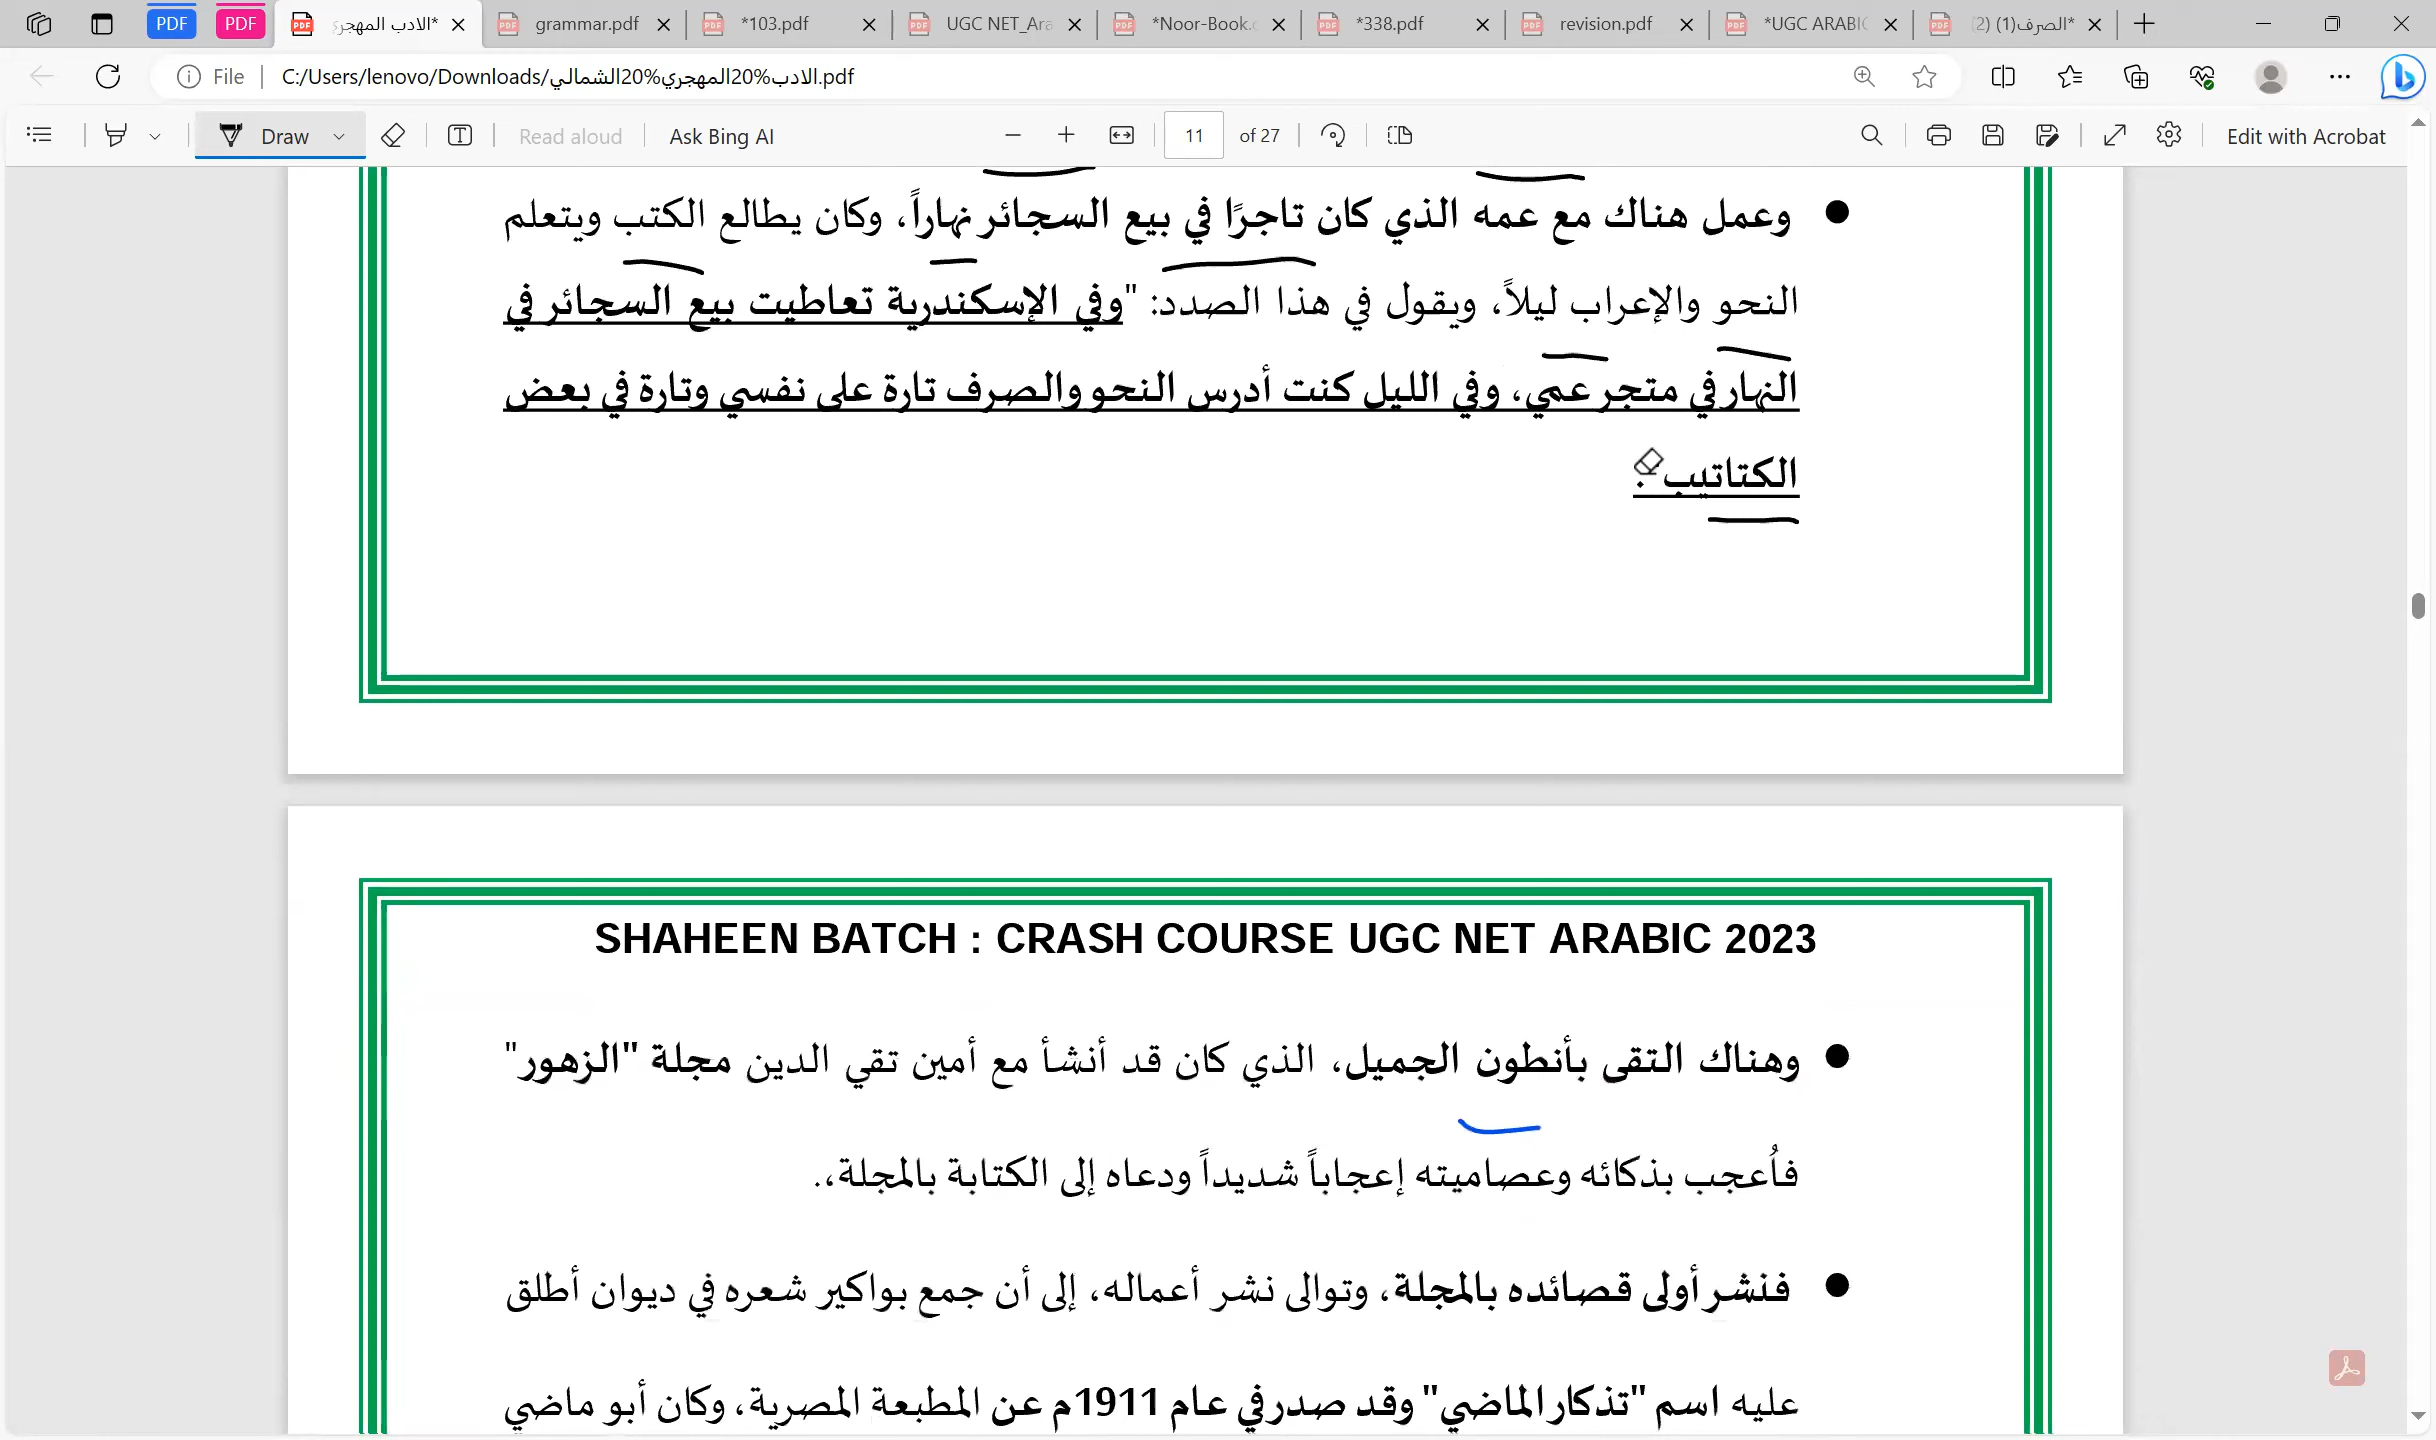 PDF
PDF
*الادب المهجري
grammar.pdf
*103.pdf
UGC NET_Ara
*Noor-Book.c
*338.pdf
revision.pdf
*UGC ARABIC
*الصرف(1) (2)
File
C:/Users/lenovo/Downloads/الادب%20المهجري%20الشمالي.pdf
Draw
Read aloud
Ask Bing AI
11
of 27
Edit with Acrobat
وعمل هناك مع عمه الذي كان تاجرًا في بيع السجائر نهاراً، وكان يطالع الكتب ويتعلم
النحو والإعراب ليلاً، ويقول في هذا الصدد: "وفي الإسكندرية تعاطيت بيع السجائر في
النهار في متجر عمي، وفي الليل كنت أدرس النحو والصرف تارة على نفسي وتارة في بعض
الكتاتيب".
SHAHEEN BATCH : CRASH COURSE UGC NET ARABIC 2023
وهناك التقى بأنطون الجميل، الذي كان قد أنشأ مع أمين تقي الدين مجلة "الزهور"
فأعجب بذكائه وعصاميته إعجاباً شديداً ودعاه إلى الكتابة بالمجلة،.
فنشر أولى قصائده بالمجلة، وتوالى نشر أعماله، إلى أن جمع بواكير شعره في ديوان أطلق
عليه اسم "تذكار الماضي" وقد صدر في عام 1911م عن المطبعة المصرية، وكان أبو ماضي